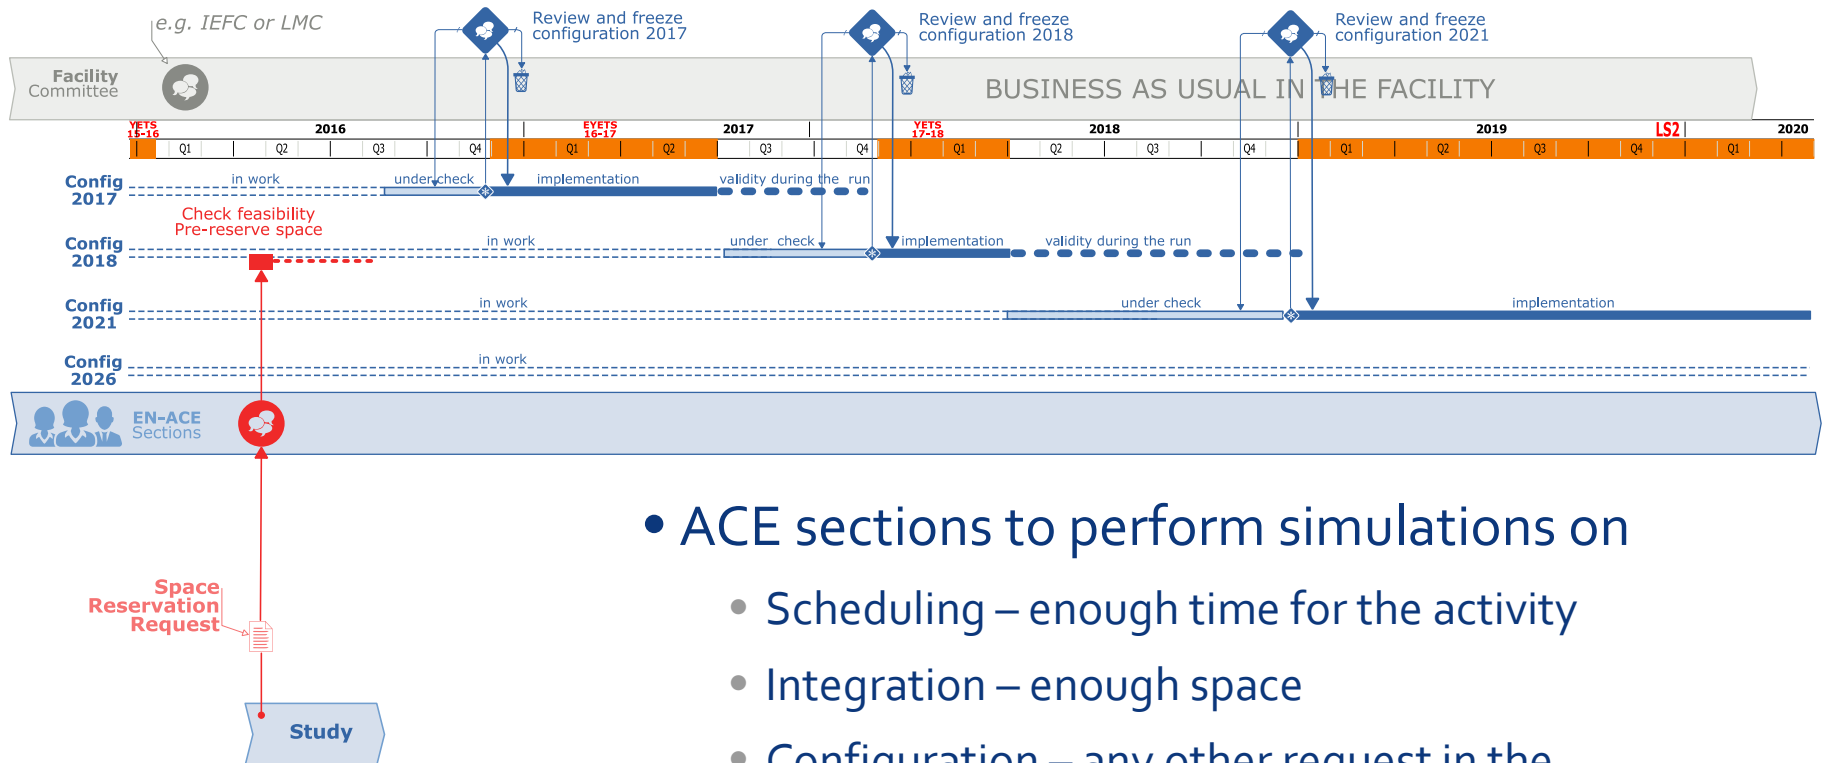 e.g. IEFC or LMC
Review and freeze
configuration 2017
Review and freeze
configuration 2018
Review and freeze
configuration 2021
Facility
Committee
BUSINESS AS USUAL IN THE FACILITY
YETS
15-16
2016
EYETS
16-17
2017
YETS
17-18
2018
2019
LS2
2020
Q1 Q2 Q3 Q4 Q1 Q2 Q3 Q4 Q1 Q2 Q3 Q4 Q1 Q2 Q3 Q4 Q1
Config
2017
in work
under check
implementation
validity during the run
Check feasibility
Pre-reserve space
Config
2018
in work
under check
implementation
validity during the run
Config
2021
in work
under check
implementation
Config
2026
in work
EN-ACE
Sections
Space
Reservation
Request
Study
• ACE sections to perform simulations on
• Scheduling – enough time for the activity
• Integration – enough space
• Configuration – any other request in the